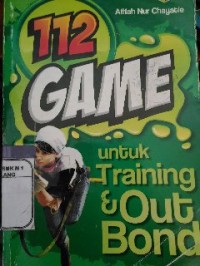 Afifah Nur Chayatie
112
GAME
untuk
Training
& Out
Bond